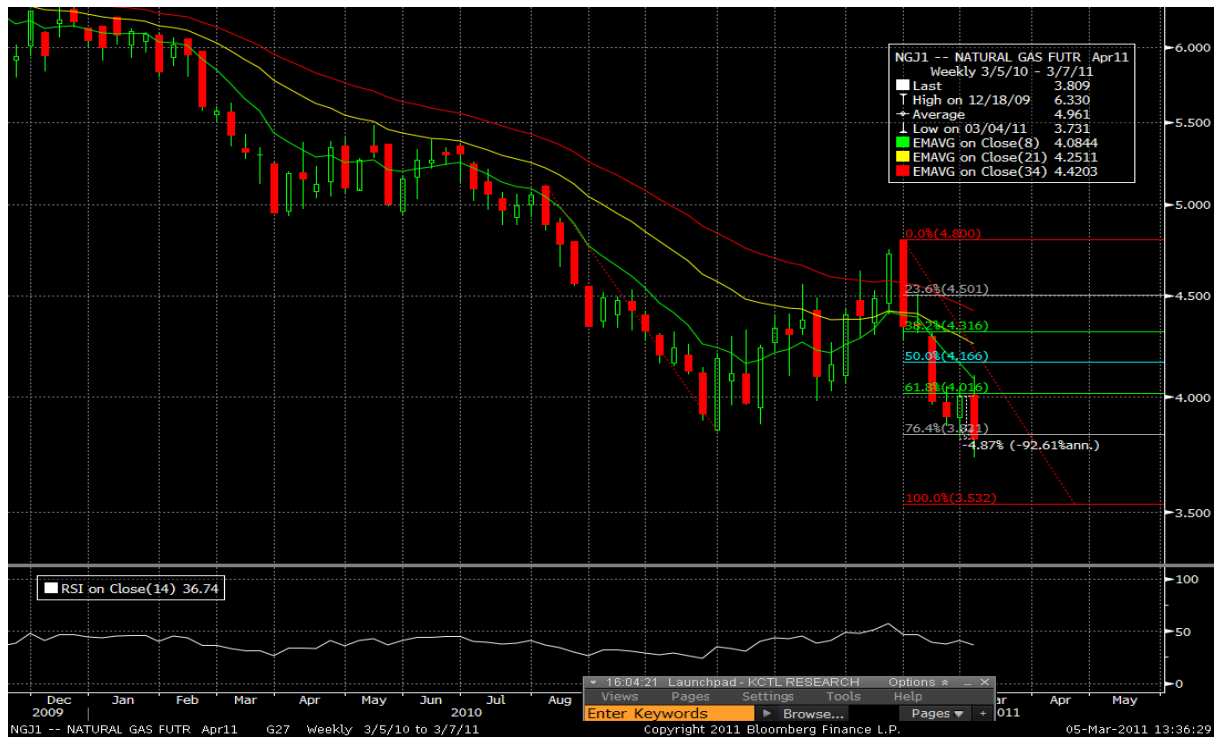 6.000
5.500
5.000
4.500
4.000
3.500
NGJ1 -- NATURAL GAS FUTR Apr11
Weekly 3/5/10 - 3/7/11
Last 3.809
High on 12/18/09 6.330
Average 4.961
Low on 03/04/11 3.731
EMAVG on Close(8) 4.0844
EMAVG on Close(21) 4.2511
EMAVG on Close(34) 4.4203
0.0%(4.800)
23.6%(4.501)
38.2%(4.316)
50.0%(4.166)
61.8%(4.016)
76.4%(3.831)
-4.87% (-92.61%ann.)
100.0%(3.532)
RSI on Close(14) 36.74
100
50
0
Dec Jan Feb Mar Apr May Jun Jul Aug ar Apr May
2009 2010 011
16:04:21 Launchpad - KCTL RESEARCH Options
Views Pages Settings Tools Help
Enter Keywords Browse... Pages +
NGJ1 -- NATURAL GAS FUTR Apr11 G27 Weekly 3/5/10 to 3/7/11 Copyright 2011 Bloomberg Finance L.P. 05-Mar-2011 13:36:29